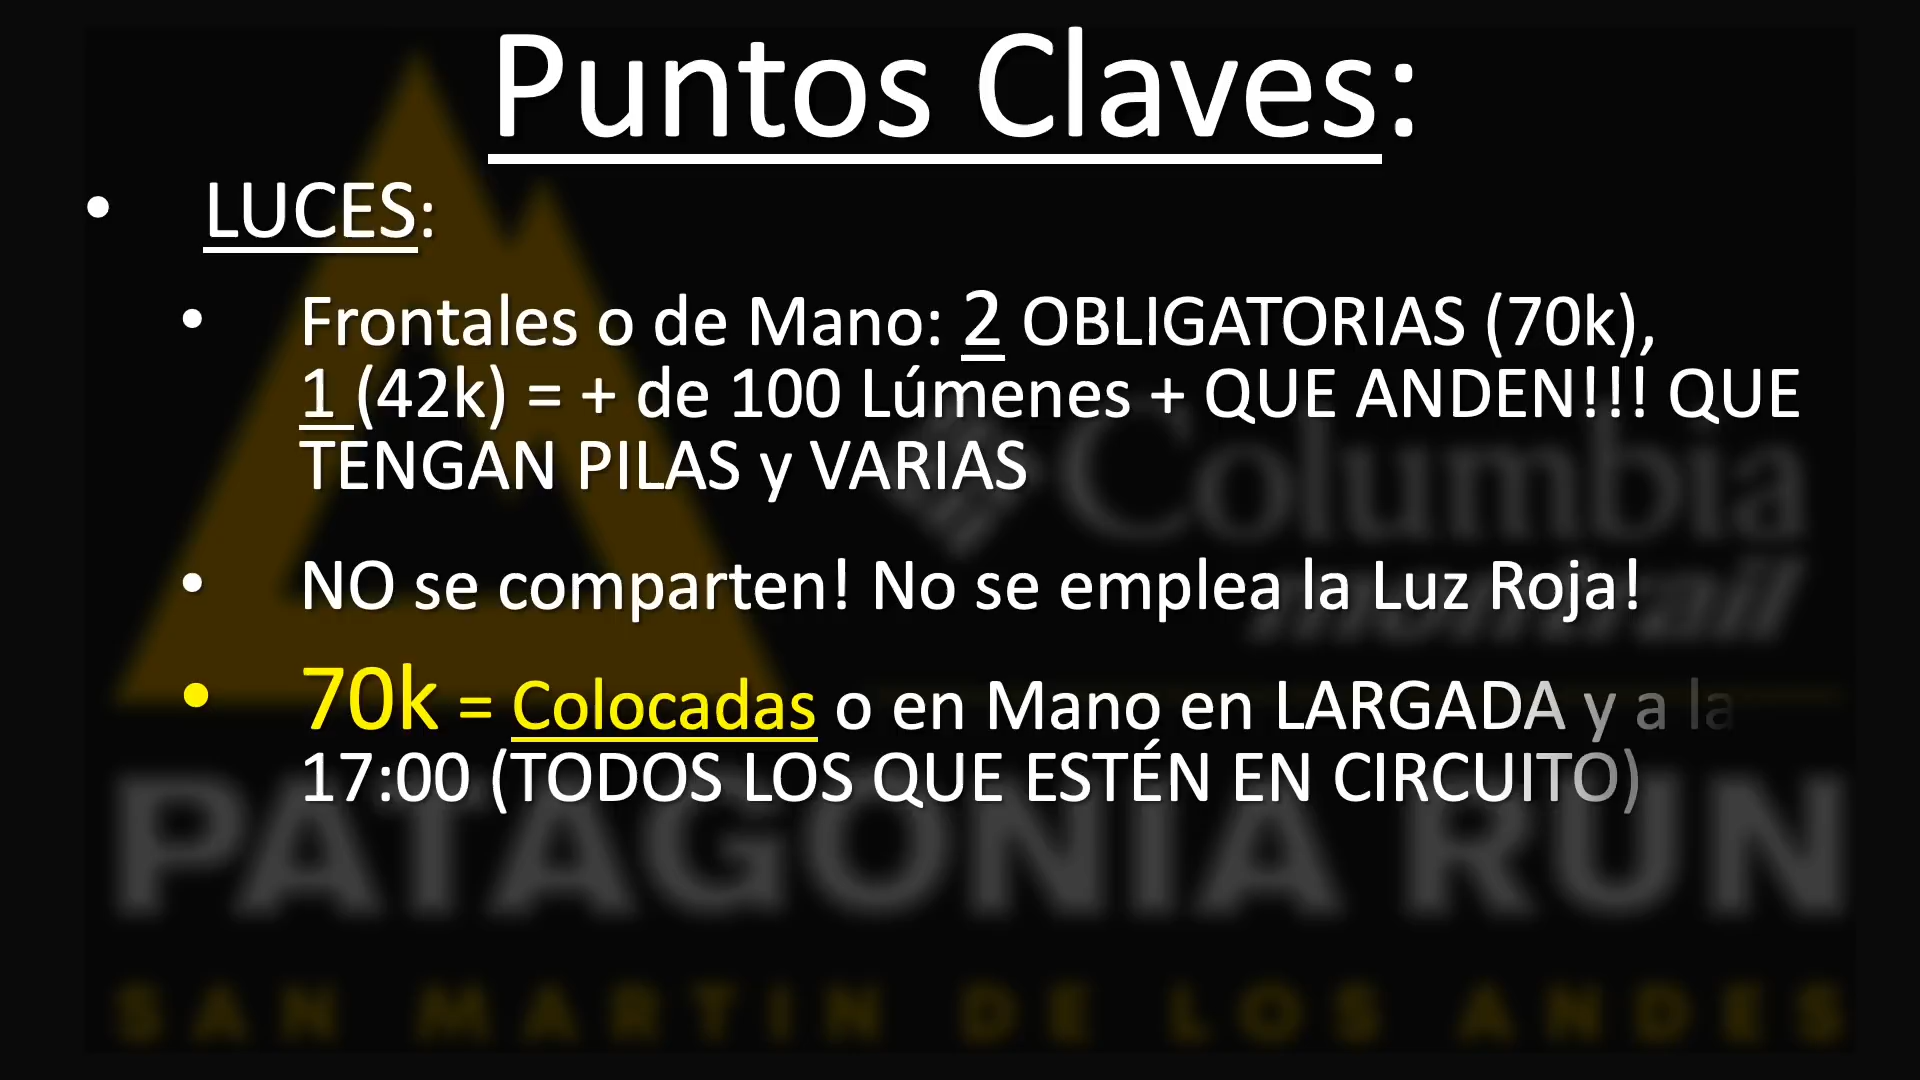 Puntos Claves:
• LUCES:
• Frontales o de Mano: 2 OBLIGATORIAS (70k),
1 (42k) = + de 100 Lúmenes + QUE ANDEN!!! QUE
TENGAN PILAS y VARIAS
• NO se comparten! No se emplea la Luz Roja!
• 70k = Colocadas o en Mano en LARGADA y a la
17:00 (TODOS LOS QUE ESTÉN EN CIRCUITO)
Columbia
montrail
PATAGONIA RUN
SAN MARTIN DE LOS ANDES